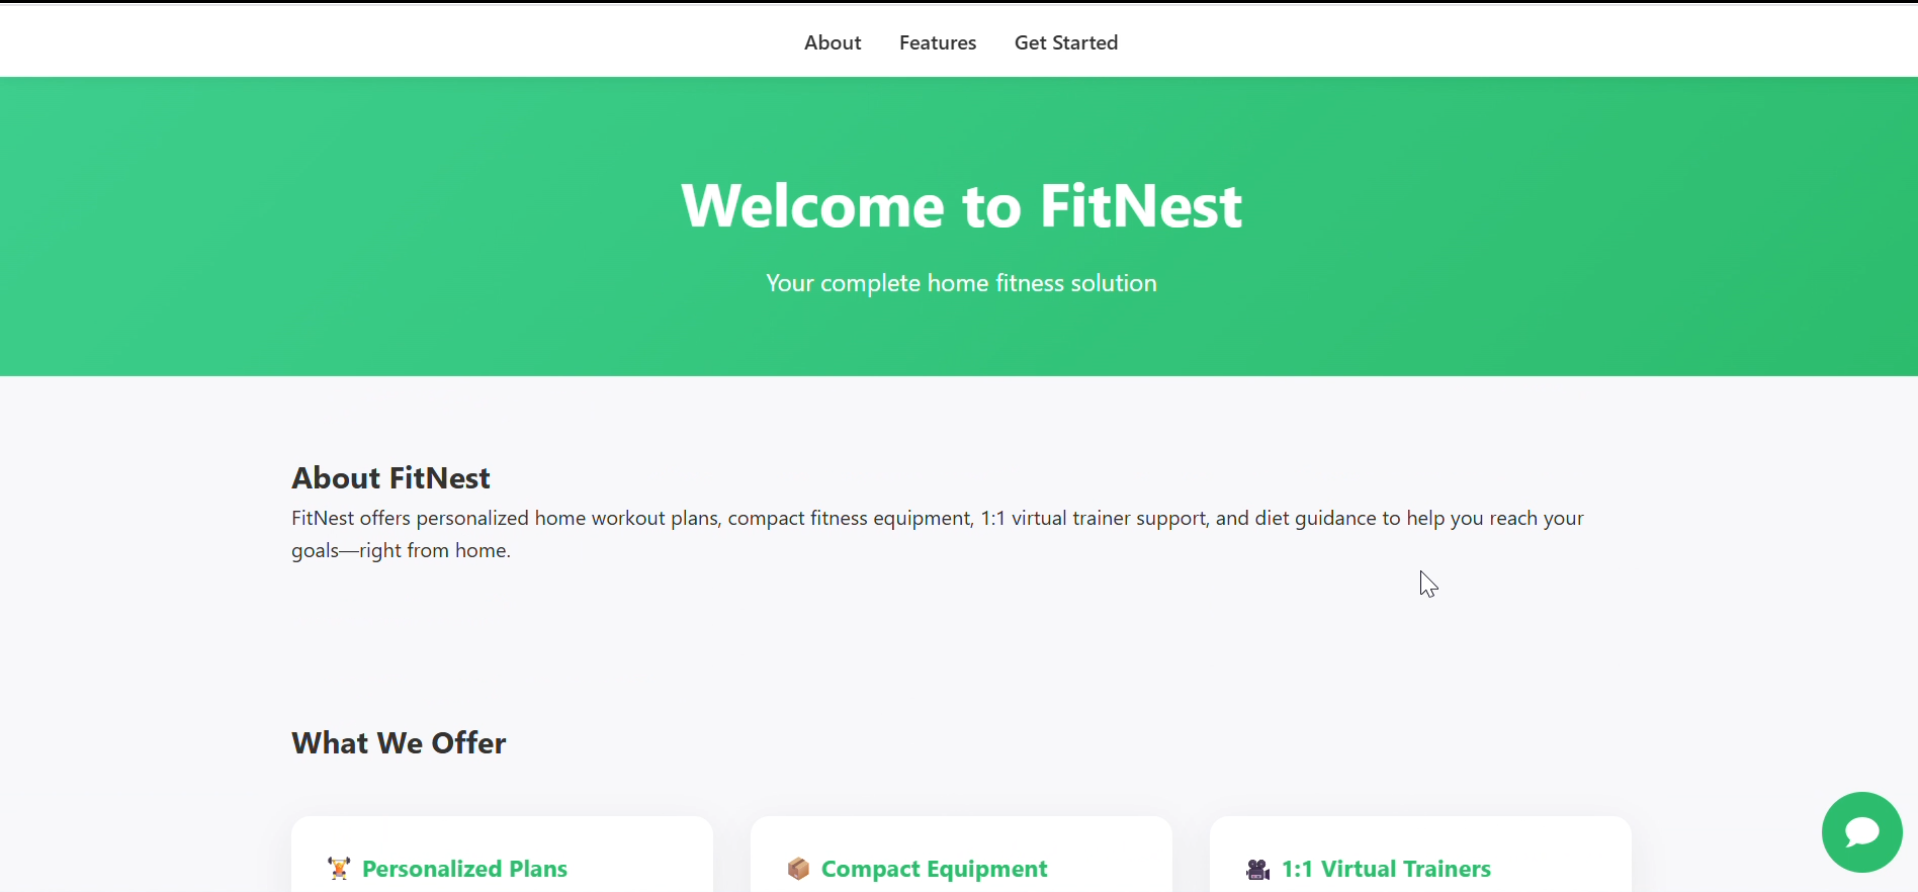 About Features Get Started
Welcome to FitNest
Your complete home fitness solution
About FitNest
FitNest offers personalized home workout plans, compact fitness equipment, 1:1 virtual trainer support, and diet guidance to help you reach your
goals—right from home.
What We Offer
Personalized Plans
Compact Equipment
1:1 Virtual Trainers